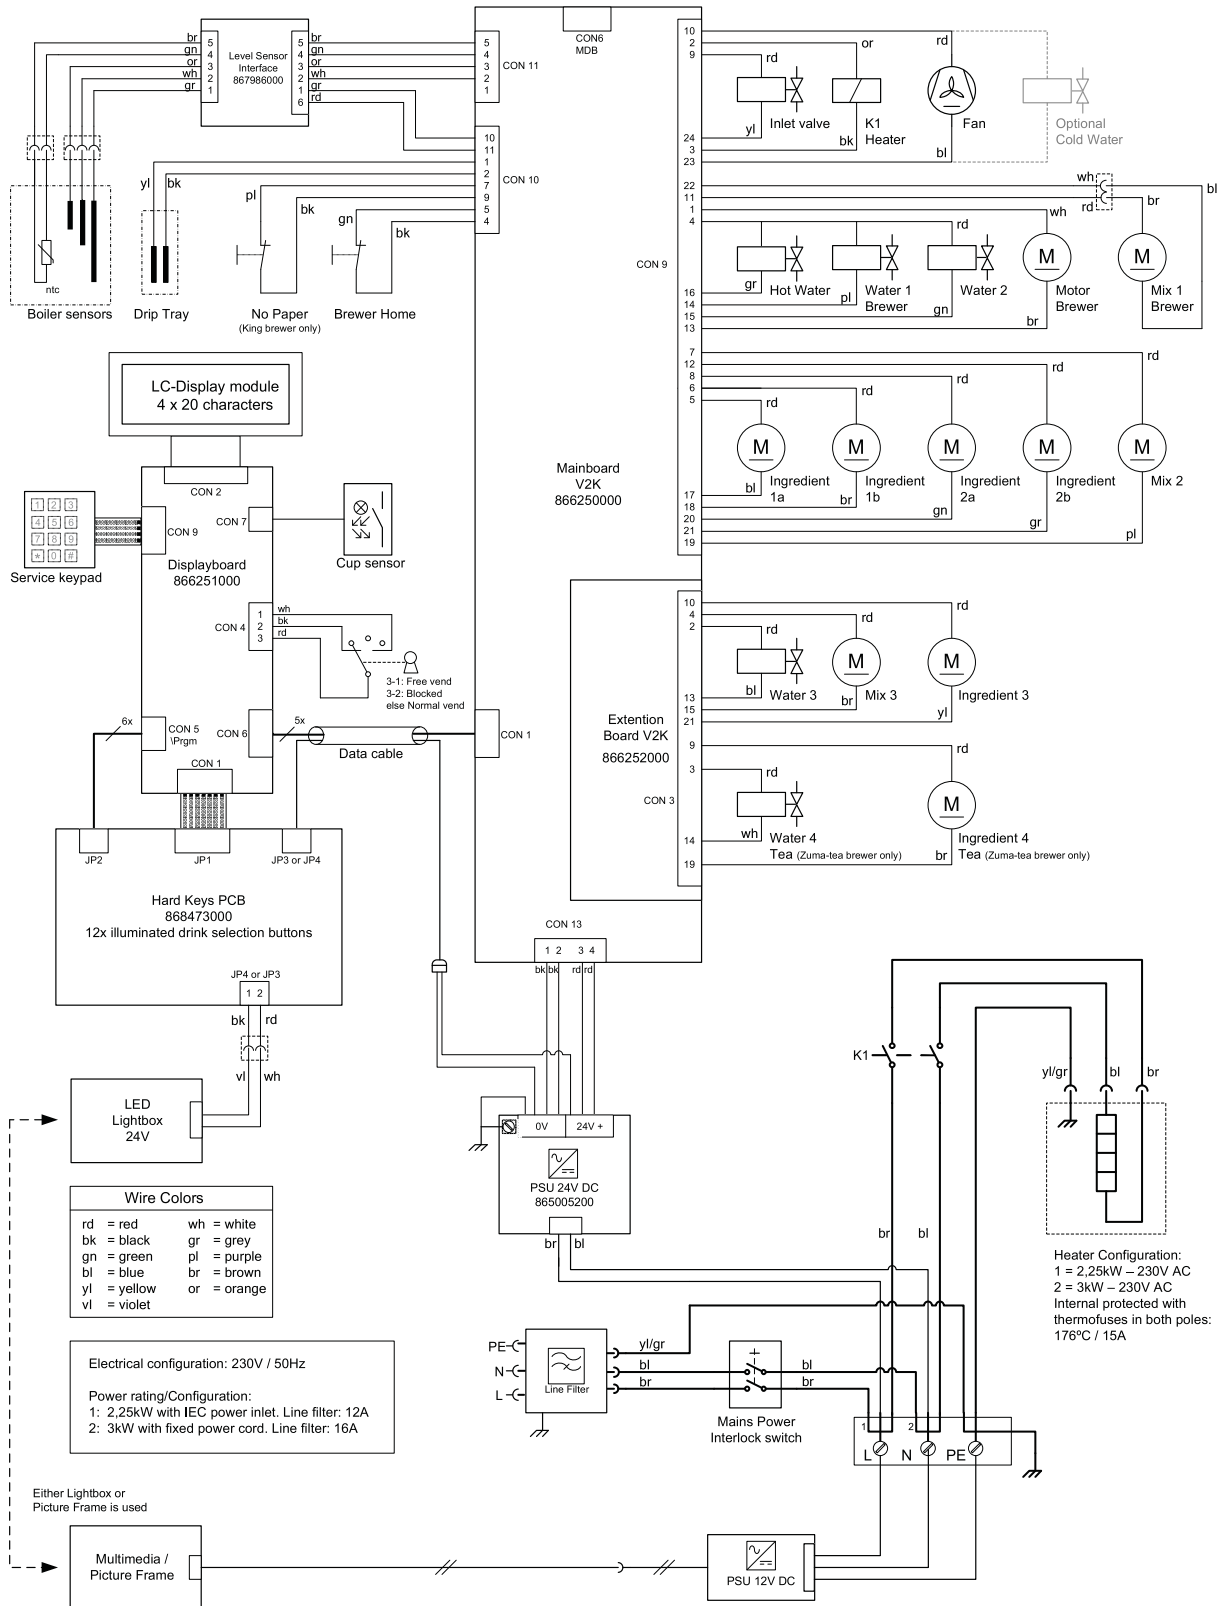 CON6
MDB
br
gn
or
wh
gr
5
4
3
2
1
Level Sensor
Interface
867986000
5
4
3
2
1
6
br
gn
or
wh
gr
rd
5
4
3
2
1
CON 11
10
11
1
2
7
9
5
4
CON 10
yl
bk
pl
bk
gn
bk
ntc
Boiler sensors
Drip Tray
No Paper
(King brewer only)
Brewer Home
10
2
9
24
3
23
22
11
1
4
16
14
15
13
7
12
8
6
5
17
18
20
21
19
CON 9
rd
or
rd
yl
bk
bl
Inlet valve
K1
Heater
Fan
Optional
Cold Water
wh
rd
bl
br
wh
rd
M
M
gr
Hot Water
pl
Water 1
Brewer
gn
Water 2
br
Motor
Brewer
Mix 1
Brewer
rd
rd
rd
rd
rd
M
M
M
M
M
bl
Ingredient
1a
br
Ingredient
1b
gn
Ingredient
2a
gr
Ingredient
2b
pl
Mix 2
Mainboard
V2K
866250000
LC-Display module
4 x 20 characters
CON 2
1 2 3
4 5 6
7 8 9
* 0 #
Service keypad
CON 9
CON 7
Displayboard
866251000
Cup sensor
CON 4
1
2
3
wh
bk
rd
3-1: Free vend
3-2: Blocked
else Normal vend
6x
CON 5
\Prgm
CON 6
5x
Data cable
CON 1
CON 1
JP2
JP1
JP3 or JP4
Hard Keys PCB
868473000
12x illuminated drink selection buttons
JP4 or JP3
1 2
bk
rd
vl
wh
LED
Lightbox
24V
Extention
Board V2K
866252000
CON 3
10
4
2
13
15
21
9
3
14
19
rd
rd
rd
M
M
bl
Water 3
br
Mix 3
yl
Ingredient 3
rd
rd
M
wh
Water 4
Tea (Zuma-tea brewer only)
br
Ingredient 4
Tea (Zuma-tea brewer only)
CON 13
1 2 3 4
bk bk rd rd
0V
24V +
PSU 24V DC
865005200
br
bl
K1
yl/gr
bl
br
br
bl
Heater Configuration:
1 = 2,25kW – 230V AC
2 = 3kW – 230V AC
Internal protected with
thermofuses in both poles:
176ºC / 15A
Wire Colors
rd = red wh = white
bk = black gr = grey
gn = green pl = purple
bl = blue br = brown
yl = yellow or = orange
vl = violet
Electrical configuration: 230V / 50Hz
Power rating/Configuration:
1: 2,25kW with IEC power inlet. Line filter: 12A
2: 3kW with fixed power cord. Line filter: 16A
PE
N
L
Line Filter
yl/gr
bl
br
bl
br
Mains Power
Interlock switch
1
2
L
N
PE
Either Lightbox or
Picture Frame is used
Multimedia /
Picture Frame
PSU 12V DC